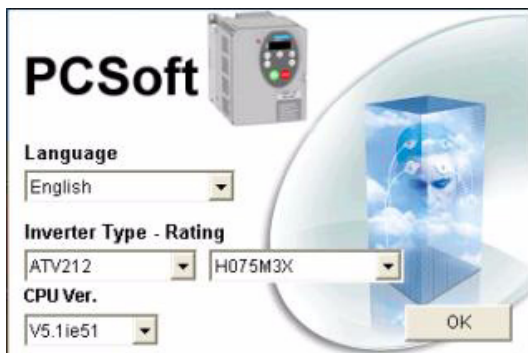 PCSoft
Language
English
Inverter Type - Rating
ATV212 H075M3X
CPU Ver.
V5.1ie51
OK